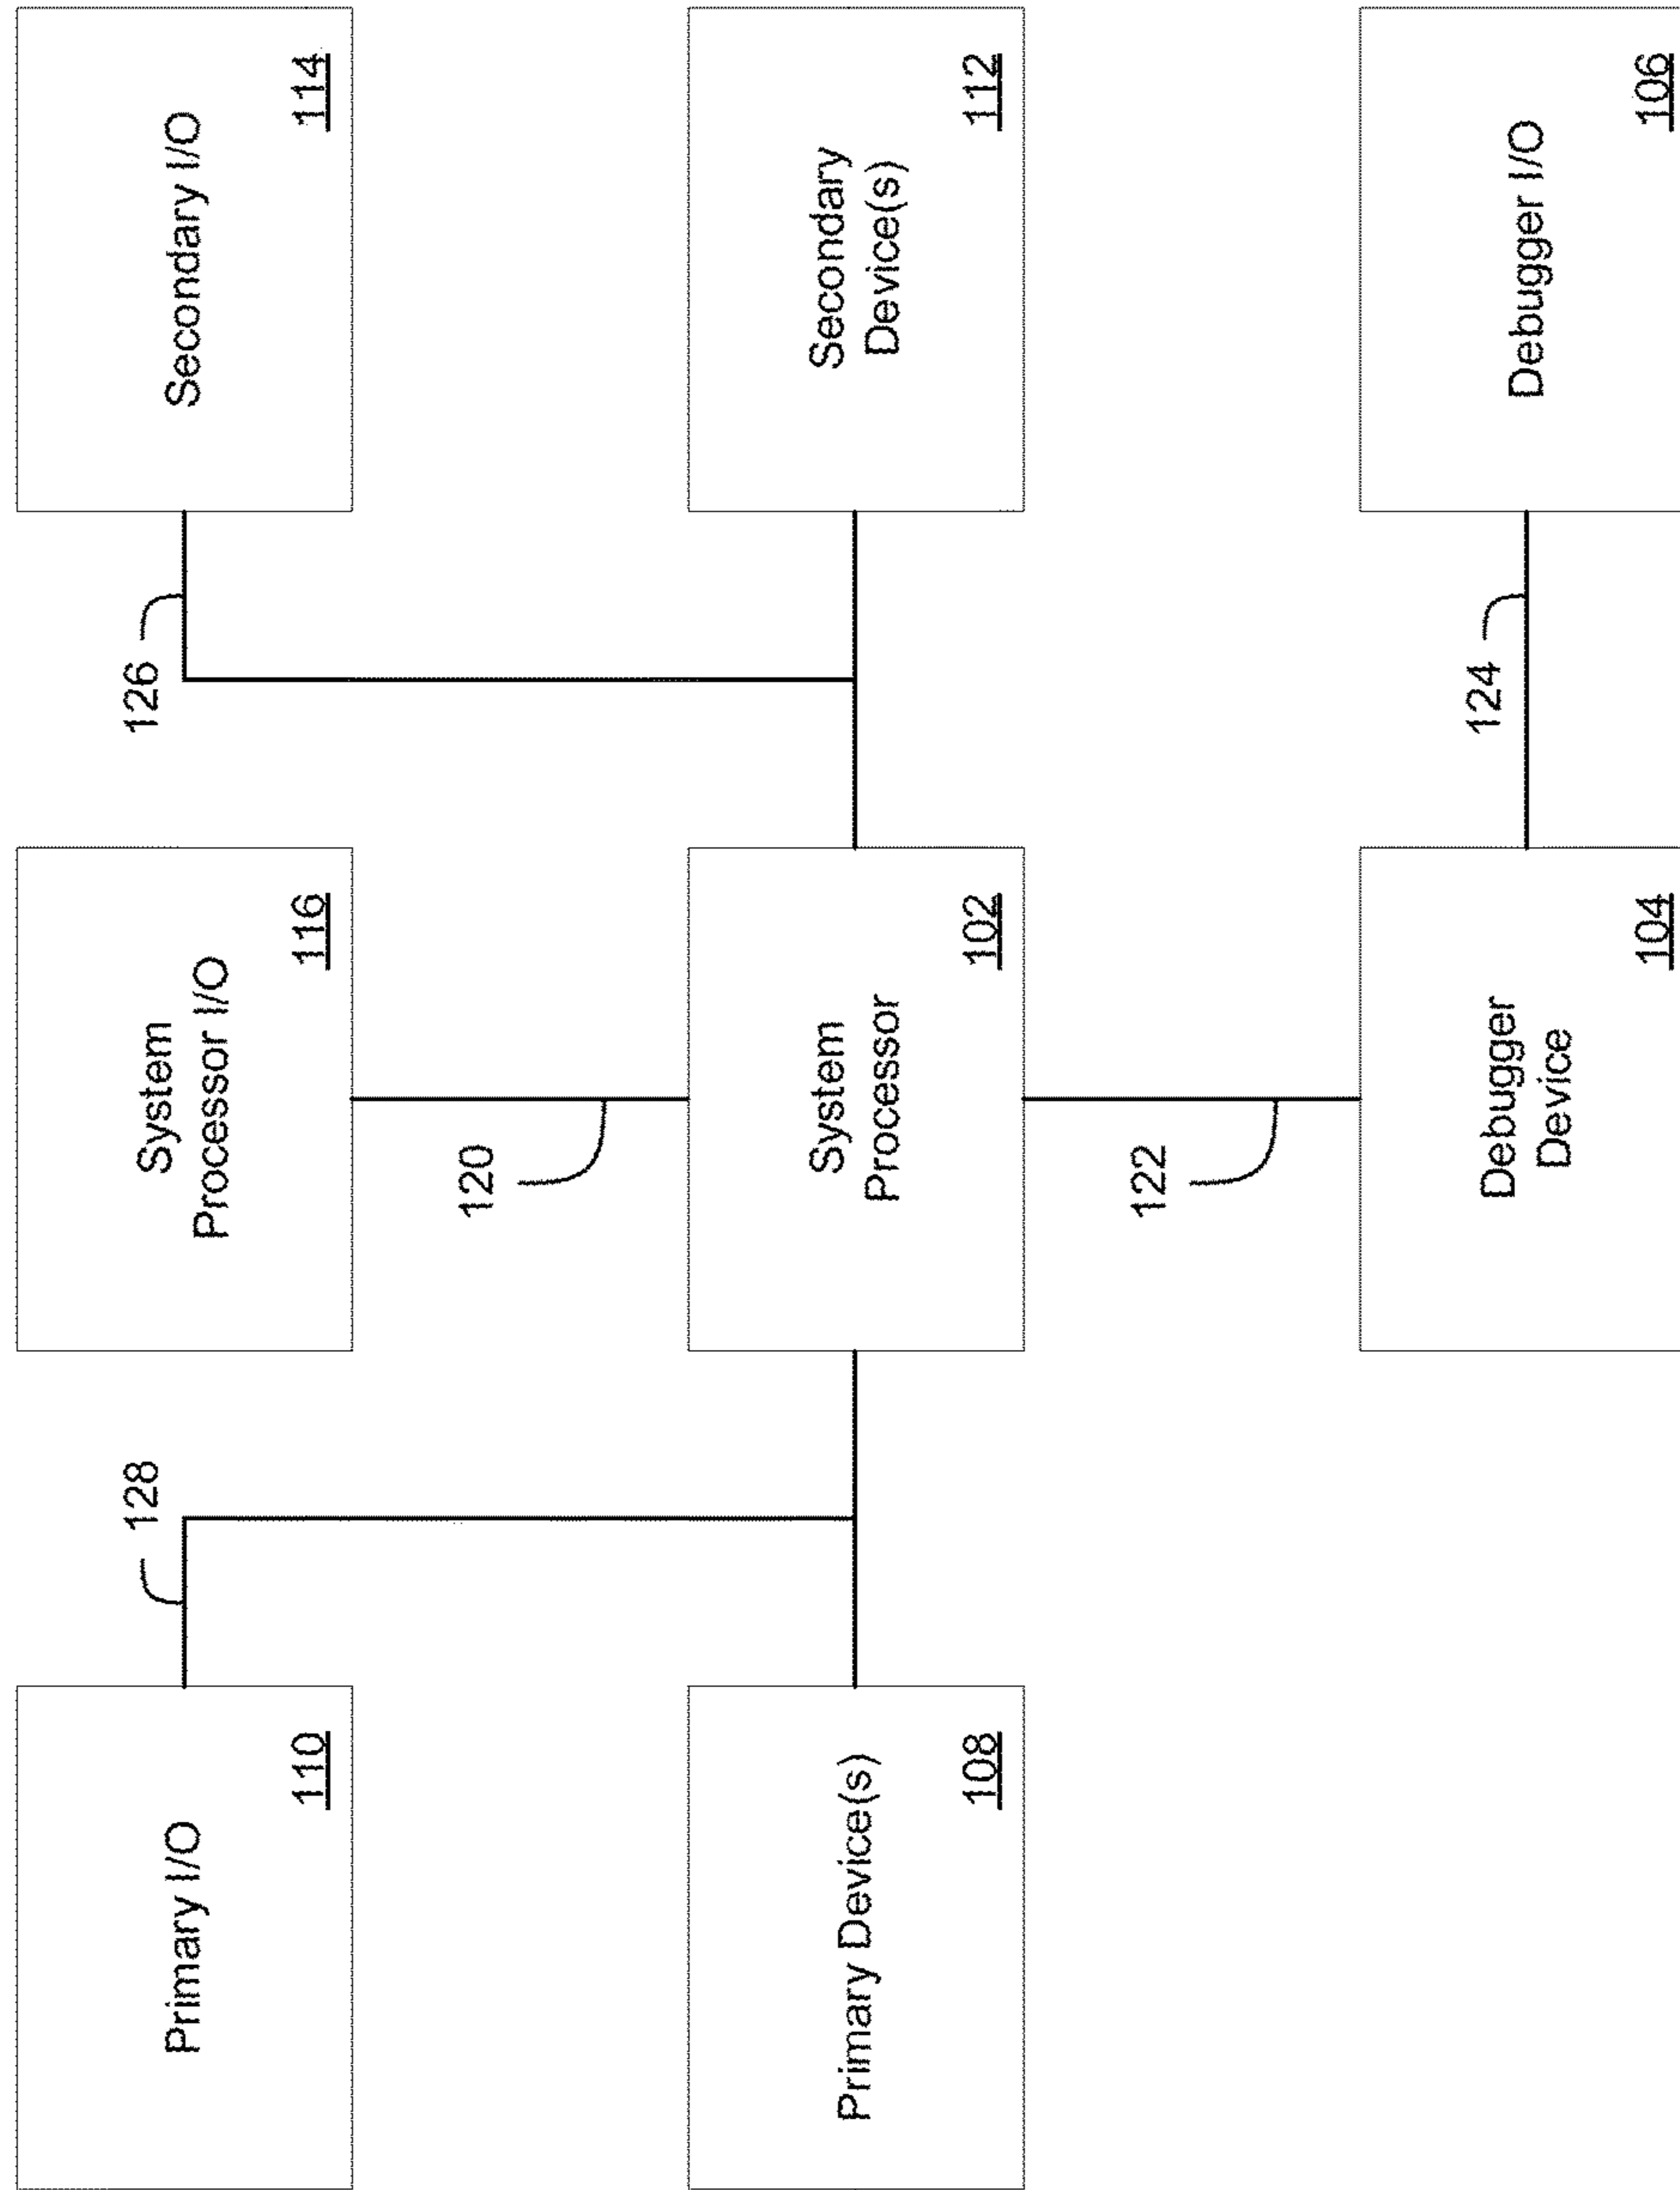 Primary I/O
110
128
System
Processor I/O
116
126
Secondary I/O
114
120
Primary Device(s)
108
System
Processor
102
Secondary
Device(s)
112
122
Debugger
Device
104
124
Debugger I/O
106